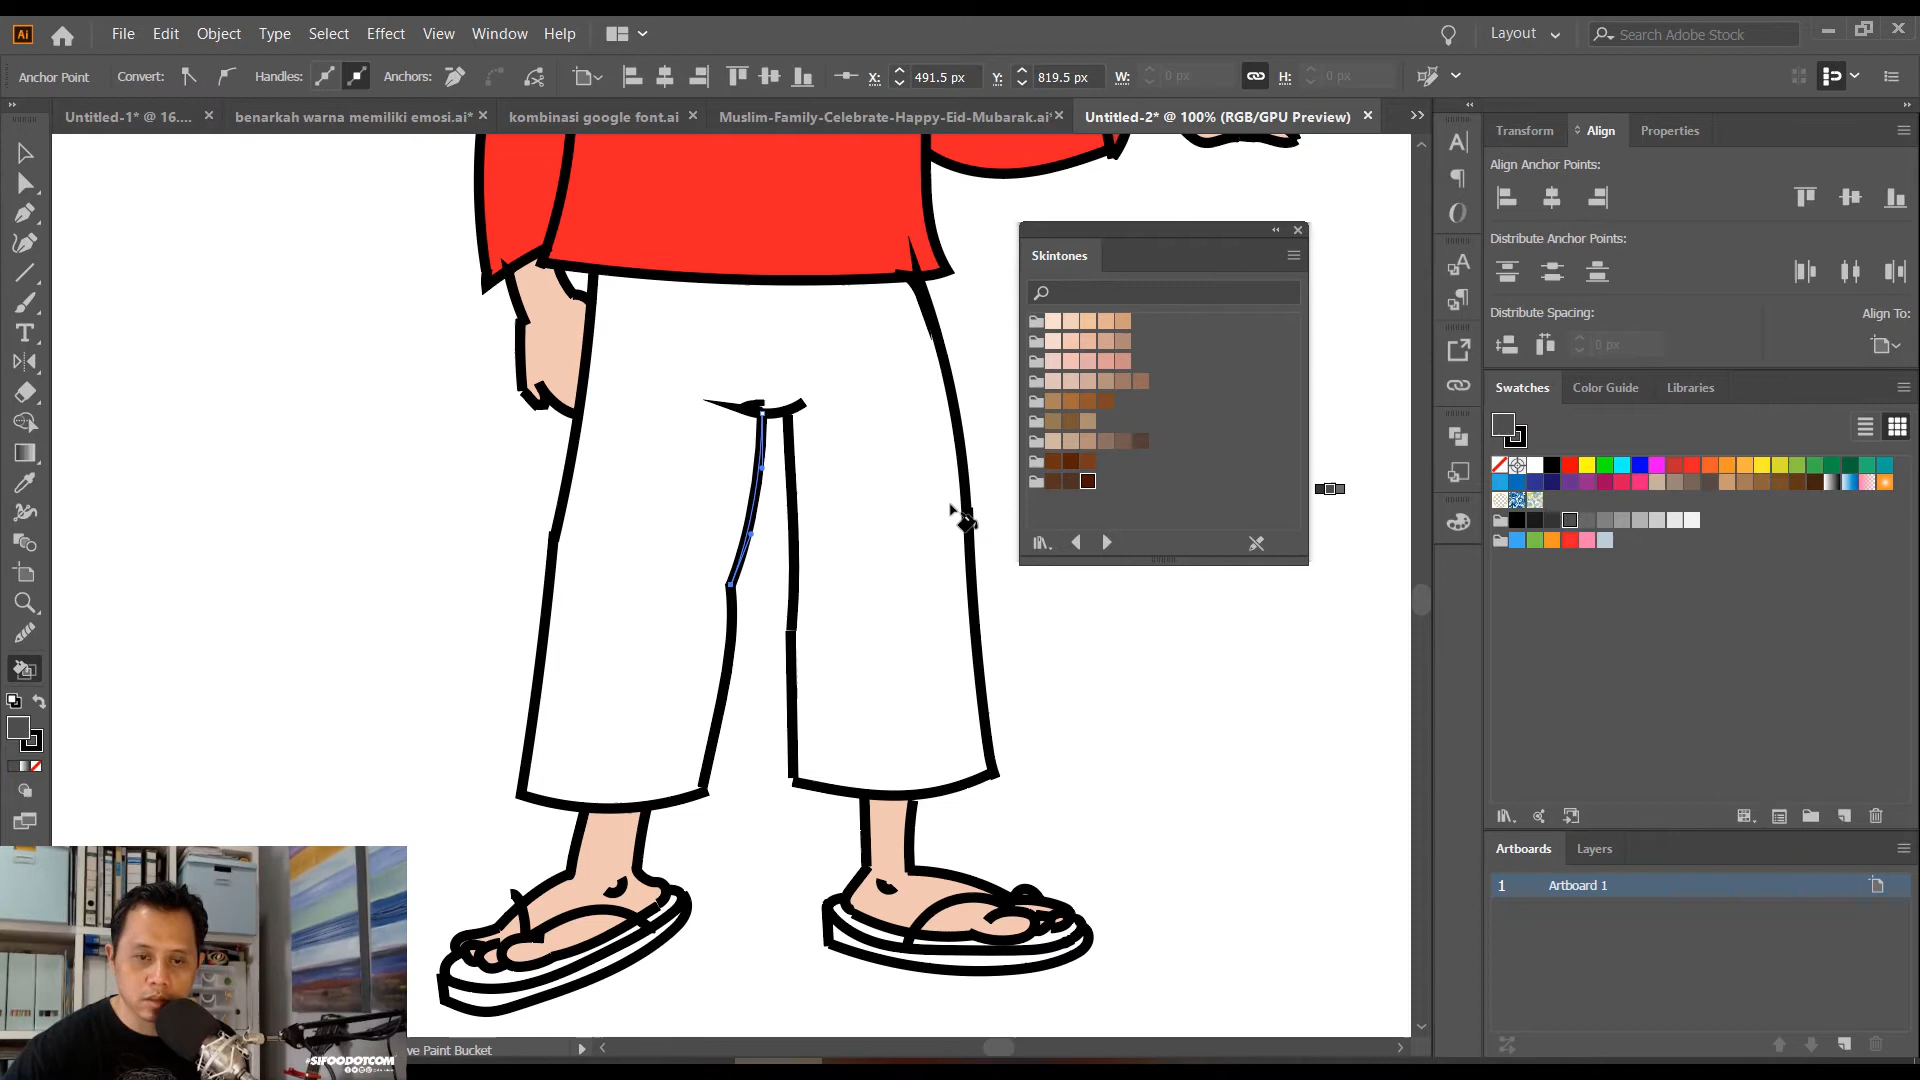 Ai File Edit Object Type Select Effect View Window Help Layout Search Adobe Stock
Anchor Point Convert: Handles: Anchors: X: 491.5 px Y: 819.5 px W: 0 px H: 0 px
Untitled-1* @ 16.... × benarkah warna memiliki emosi.ai* × kombinasi google font.ai × Muslim-Family-Celebrate-Happy-Eid-Mubarak.ai* × Untitled-2* @ 100% (RGB/GPU Preview) ×
Transform Align Properties
Align Anchor Points:
Distribute Anchor Points:
Skintones
Distribute Spacing: Align To:
0 px
Swatches Color Guide Libraries
Artboards Layers
1 Artboard 1
#SIFOODOTCOM
ve Paint Bucket